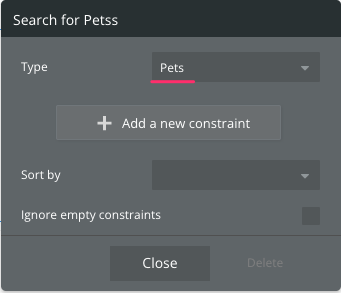 Search for Petss
Type
Pets
+ Add a new constraint
Sort by
Ignore empty constraints
Close
Delete